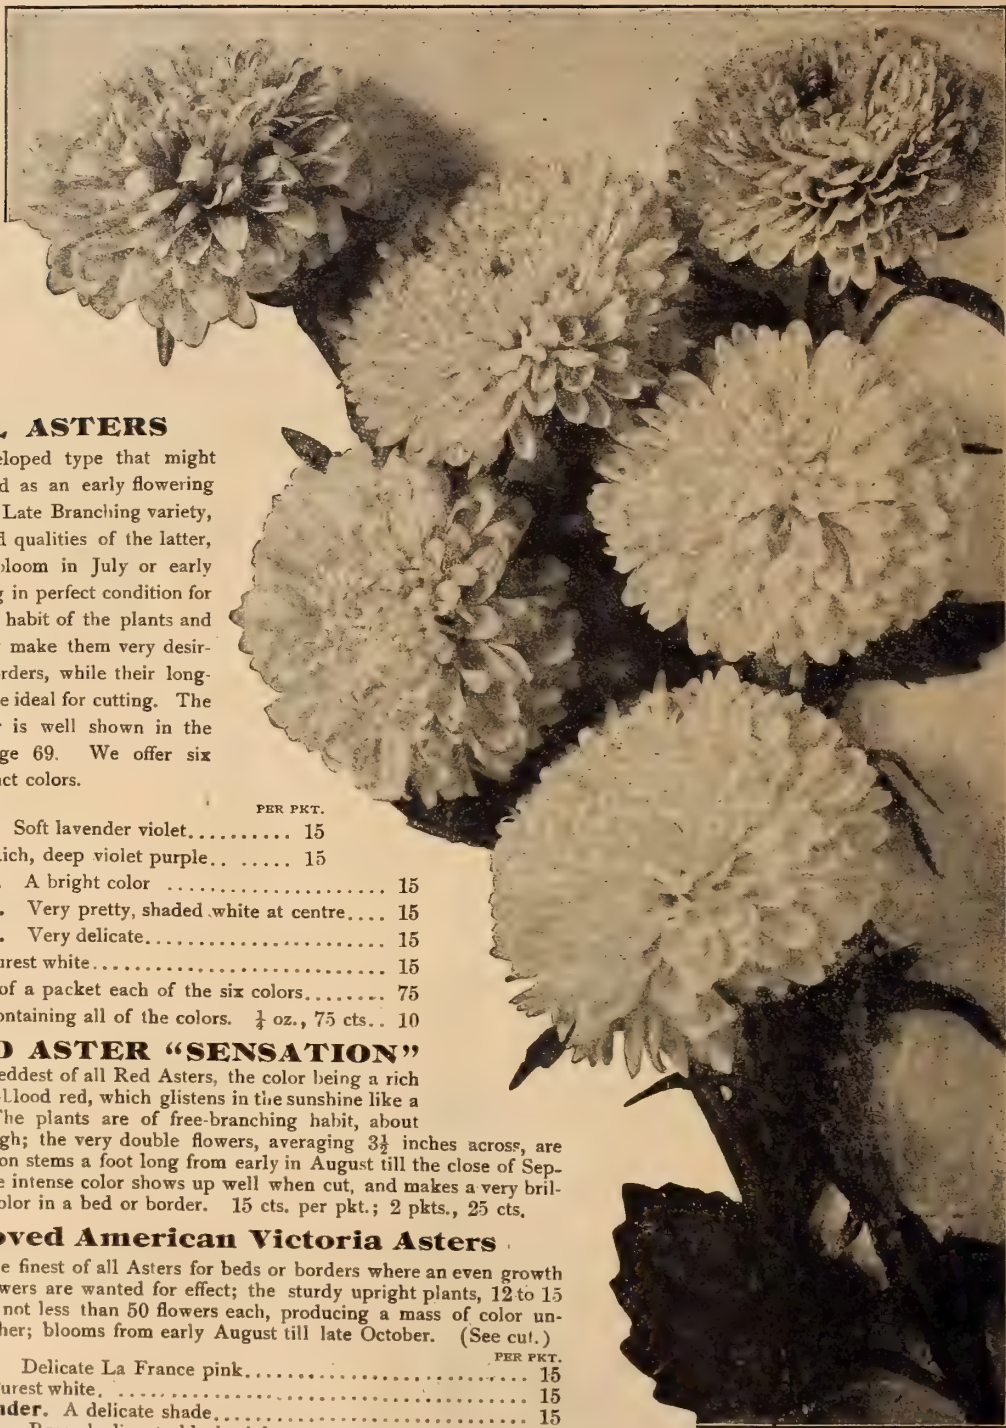 ASTERS
eloped type that might
d as an early flowering
Late Branching variety,
d qualities of the latter,
bloom in July or early
g in perfect condition for
habit of the plants and
make them very desir-
rders, while their long-
e ideal for cutting. The
r is well shown in the
ge 69. We offer six
ct colors.
PER PKT.
Soft lavender violet.......... 15
ich, deep violet purple.. ...... 15
. A bright color ..................... 15
. Very pretty, shaded white at centre.... 15
. Very delicate......................... 15
urest white.............................. 15
of a packet each of the six colors........ 75
ontaining all of the colors. ¼ oz., 75 cts.. 10
D ASTER “SENSATION”
eddest of all Red Asters, the color being a rich
-blood red, which glistens in the sunshine like a
The plants are of free-branching habit, about
gh; the very double flowers, averaging 3½ inches across, are
on stems a foot long from early in August till the close of Sep-
e intense color shows up well when cut, and makes a very bril-
olor in a bed or border. 15 cts. per pkt.; 2 pkts., 25 cts.
oved American Victoria Asters
e finest of all Asters for beds or borders where an even growth
wers are wanted for effect; the sturdy upright plants, 12 to 15
not less than 50 flowers each, producing a mass of color un-
her; blooms from early August till late October. (See cut.)
PER PKT.
Delicate La France pink.............................. 15
urest white. ......................................... 15
nder. A delicate shade.............................. 15